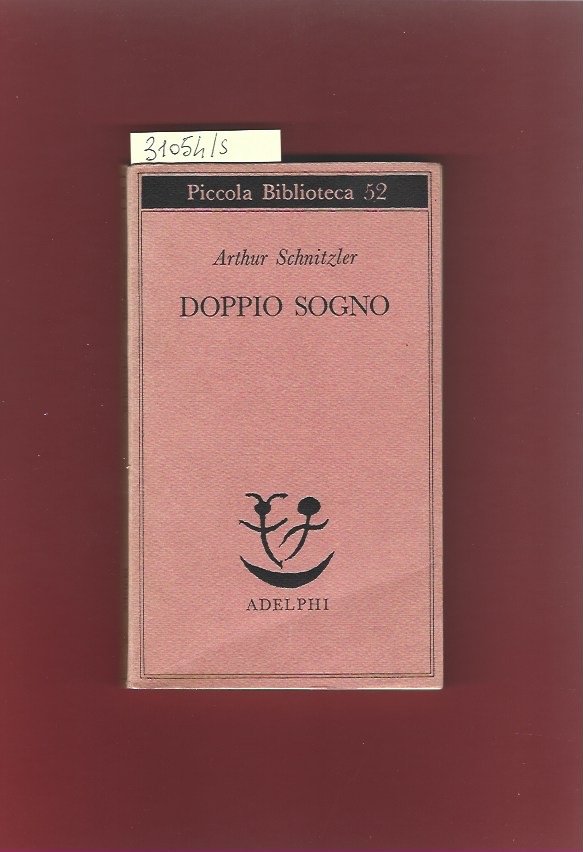 31054/s
Piccola Biblioteca 52
Arthur Schnitzler
DOPPIO SOGNO
ADELPHI